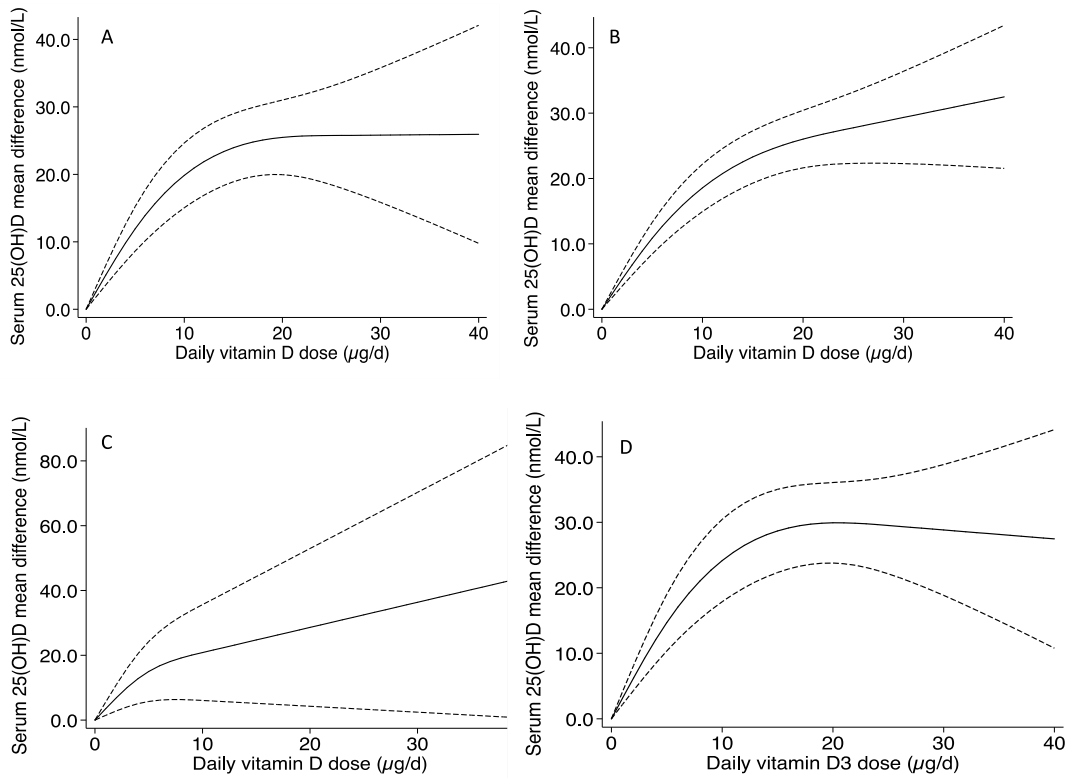 A
Serum 25(OH)D mean difference (nmol/L)
40.0
30.0
20.0
10.0
0.0
0 10 20 30 40
Daily vitamin D dose (µg/d)
B
Serum 25(OH)D mean difference (nmol/L)
40.0
30.0
20.0
10.0
0.0
0 10 20 30 40
Daily vitamin D dose (µg/d)
C
Serum 25(OH)D mean difference (nmol/L)
80.0
60.0
40.0
20.0
0.0
0 10 20 30
Daily vitamin D dose (µg/d)
D
Serum 25(OH)D mean difference (nmol/L)
40.0
30.0
20.0
10.0
0.0
0 10 20 30 40
Daily vitamin D3 dose (µg/d)